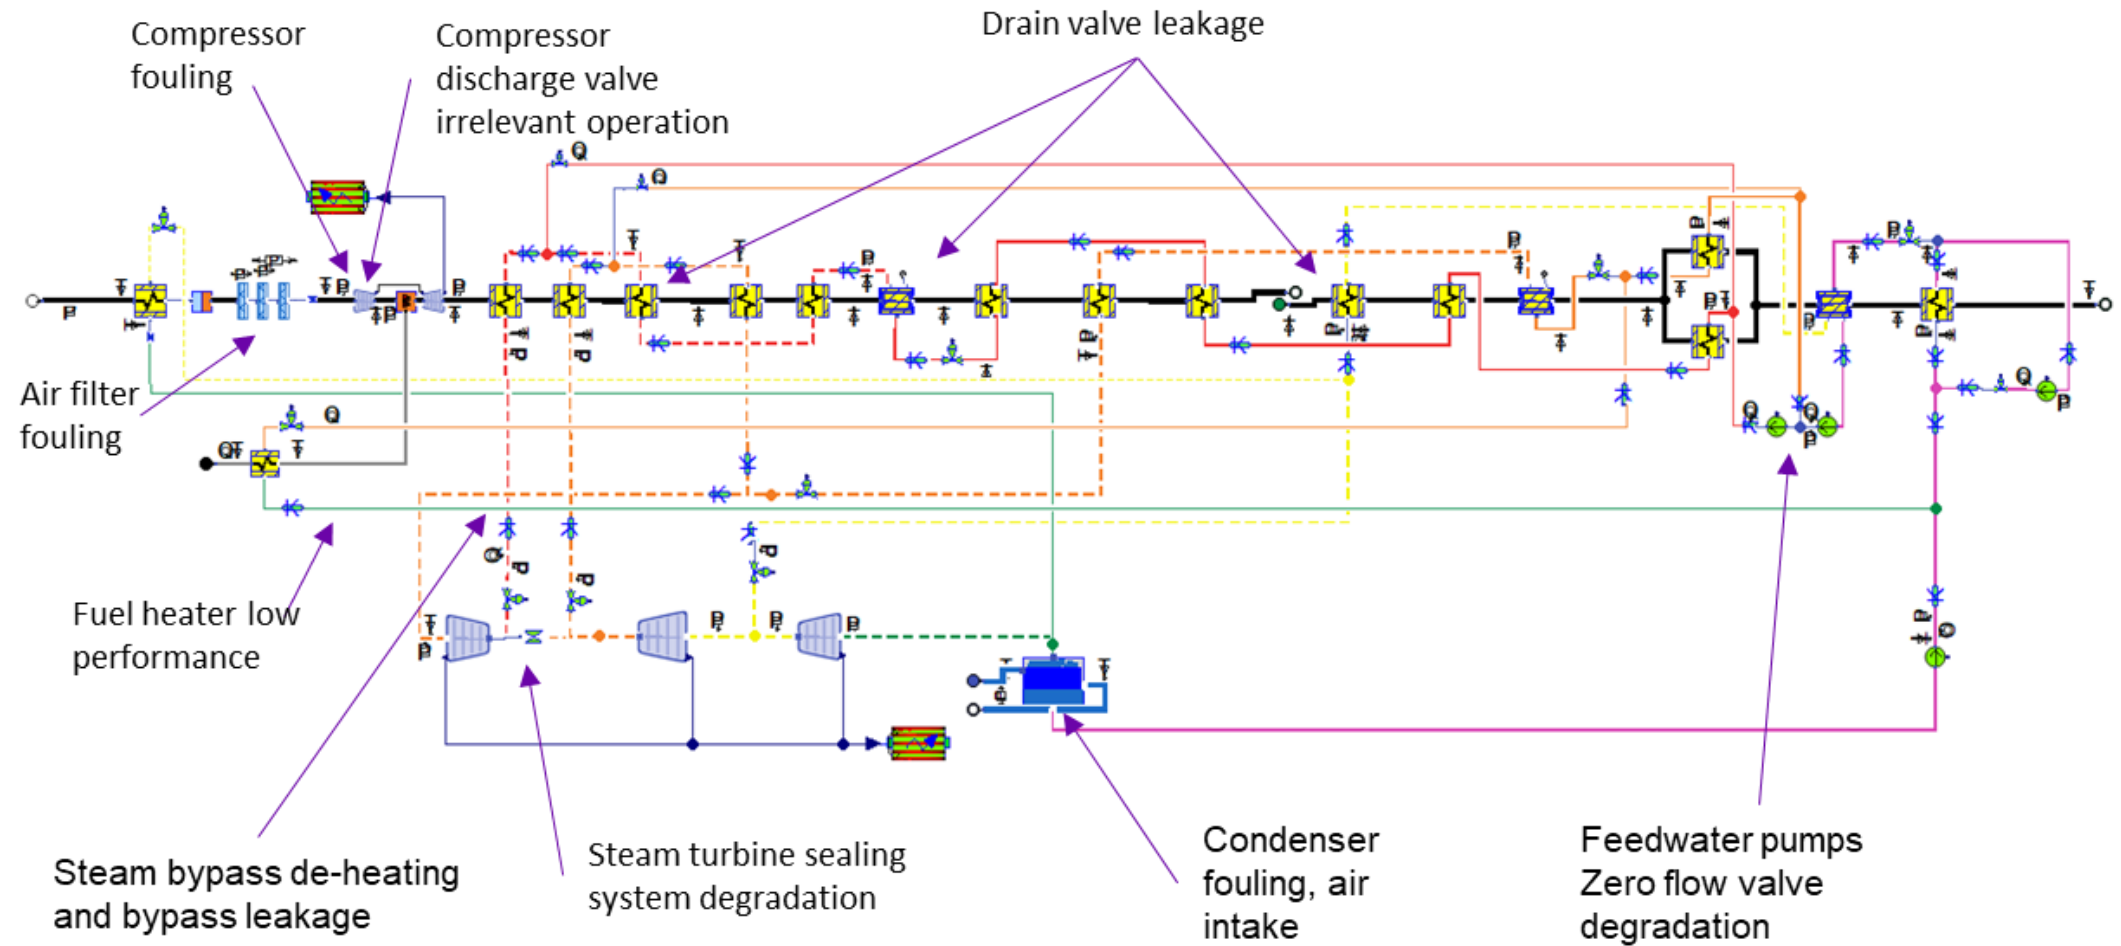 Compressor
fouling
Compressor
discharge valve
irrelevant operation
Drain valve leakage
Air filter
fouling
Fuel heater low
performance
Steam bypass de-heating
and bypass leakage
Steam turbine sealing
system degradation
Condenser
fouling, air
intake
Feedwater pumps
Zero flow valve
degradation
Q
Q
Q
Q
Q
Q
Q